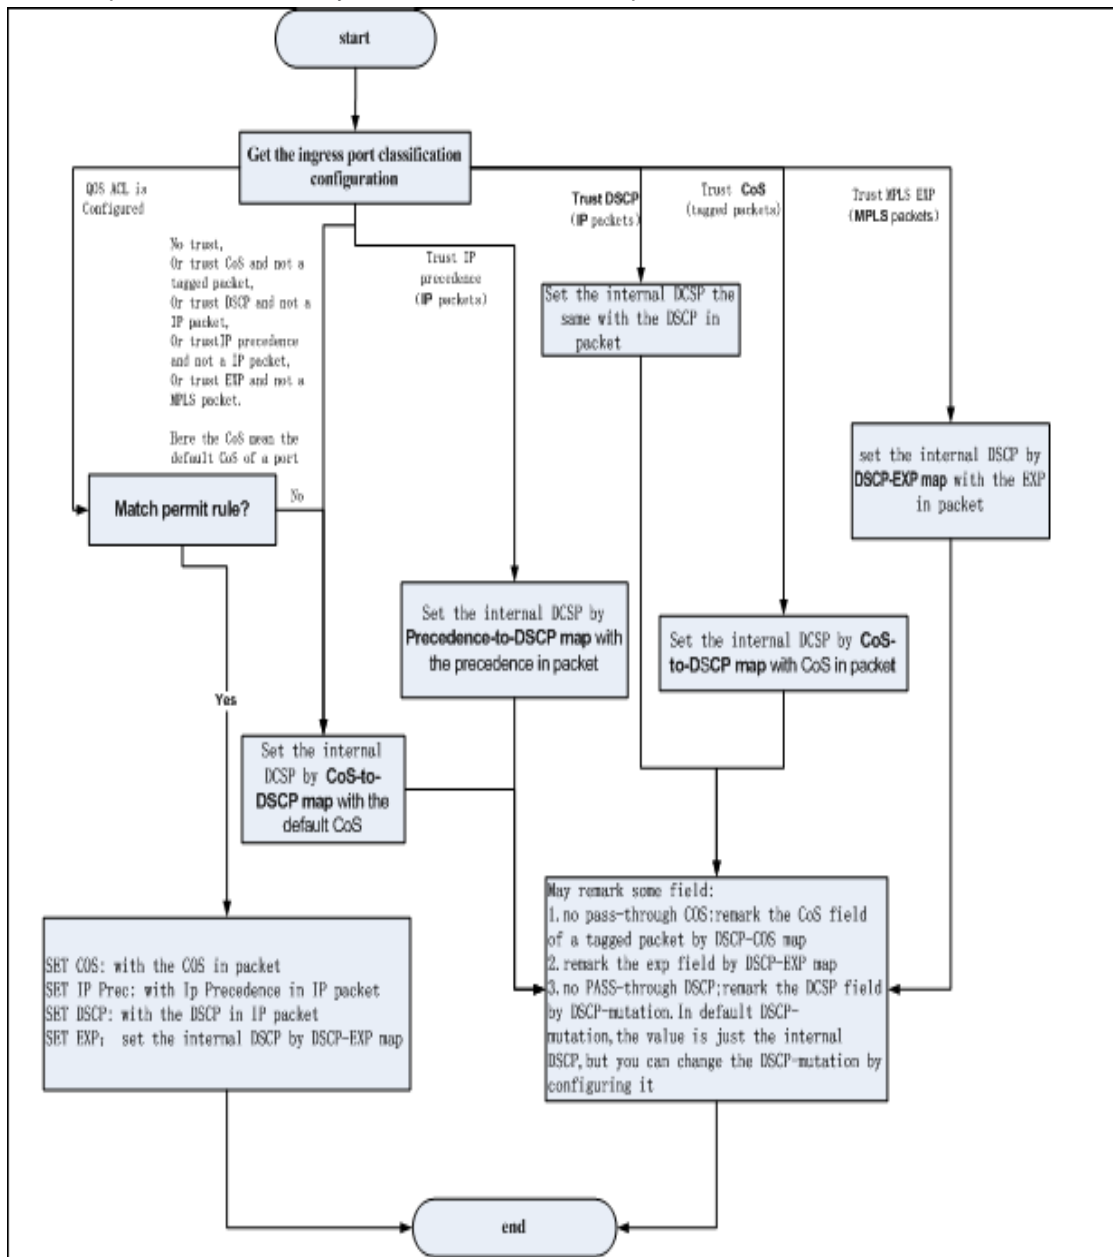 start
Get the ingress port classification
configuration
QOS ACL is
Configured
No trust,
Or trust CoS and not a
tagged packet,
Or trust DSCP and not a
IP packet,
Or trustIP precedence
and not a IP packet,
Or trust EXP and not a
MPLS packet.
Here the CoS mean the
default CoS of a port
Trust IP
precedence
(IP packets)
Trust DSCP
(IP packets)
Trust CoS
(tagged packets)
Trust MPLS EXP
(MPLS packets)
Set the internal DCSP the
same with the DSCP in
packet
set the internal DSCP by
DSCP-EXP map with the EXP
in packet
Match permit rule?
No
Set the internal DCSP by
Precedence-to-DSCP map with
the precedence in packet
Set the internal DCSP by CoS-
to-DSCP map with CoS in packet
Yes
Set the internal
DCSP by CoS-to-
DSCP map with the
default CoS
SET COS: with the COS in packet
SET IP Prec: with Ip Precedence in IP packet
SET DSCP: with the DSCP in IP packet
SET EXP: set the internal DSCP by DSCP-EXP map
May remark some field:
1.no pass-through COS:remark the CoS field
of a tagged packet by DSCP-COS map
2.remark the exp field by DSCP-EXP map
3.no PASS-through DSCP;remark the DCSP field
by DSCP-mutation.In default DSCP-
mutation,the value is just the internal
DSCP,but you can change the DSCP-mutation by
configuring it
end